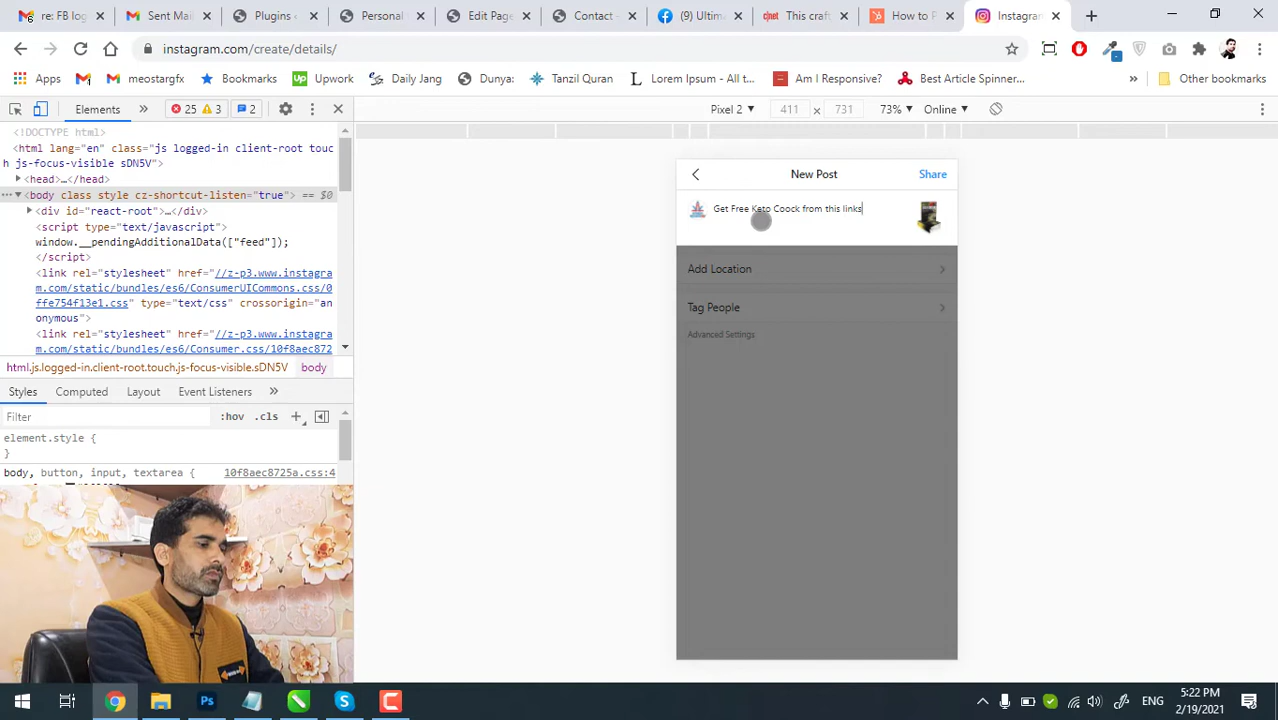 re: FB log
Sent Mail
Plugins ‹
Personal
Edit Page
Contact –
(9) Ultima
c|net
This craft
How to P
Instagram
instagram.com/create/details/
Apps
meostargfx
Bookmarks
Up
Upwork
Daily Jang
Dunya:
Tanzil Quran
L
Lorem Ipsum - All t...
Am I Responsive?
Best Article Spinner...
»
Other bookmarks
Elements
»
25
3
2
Pixel 2
411
x
731
73%
Online
<!DOCTYPE html>
<html lang="en" class="js logged-in client-root touc
h js-focus-visible sDN5V">
<head>…</head>
<body class style cz-shortcut-listen="true"> == $0
<div id="react-root">…</div>
<script type="text/javascript">
window.__pendingAdditionalData(["feed"]);
</script>
<link rel="stylesheet" href="//z-p3.www.instagra
m.com/static/bundles/es6/ConsumerUICommons.css/0
ffe754f13e1.css" type="text/css" crossorigin="an
onymous">
<link rel="stylesheet" href="//z-p3.www.instagra
m.com/static/bundles/es6/Consumer.css/10f8aec872
html.js.logged-in.client-root.touch.js-focus-visible.sDN5V
body
Styles
Computed
Layout
Event Listeners
»
Filter
:hov
.cls
element.style {
}
body, button, input, textarea {
10f8aec8725a.css:4
New Post
Share
Get Free Keto Coock from this links
Add Location
Tag People
Advanced Settings
Ps
ENG
5:22 PM
2/19/2021